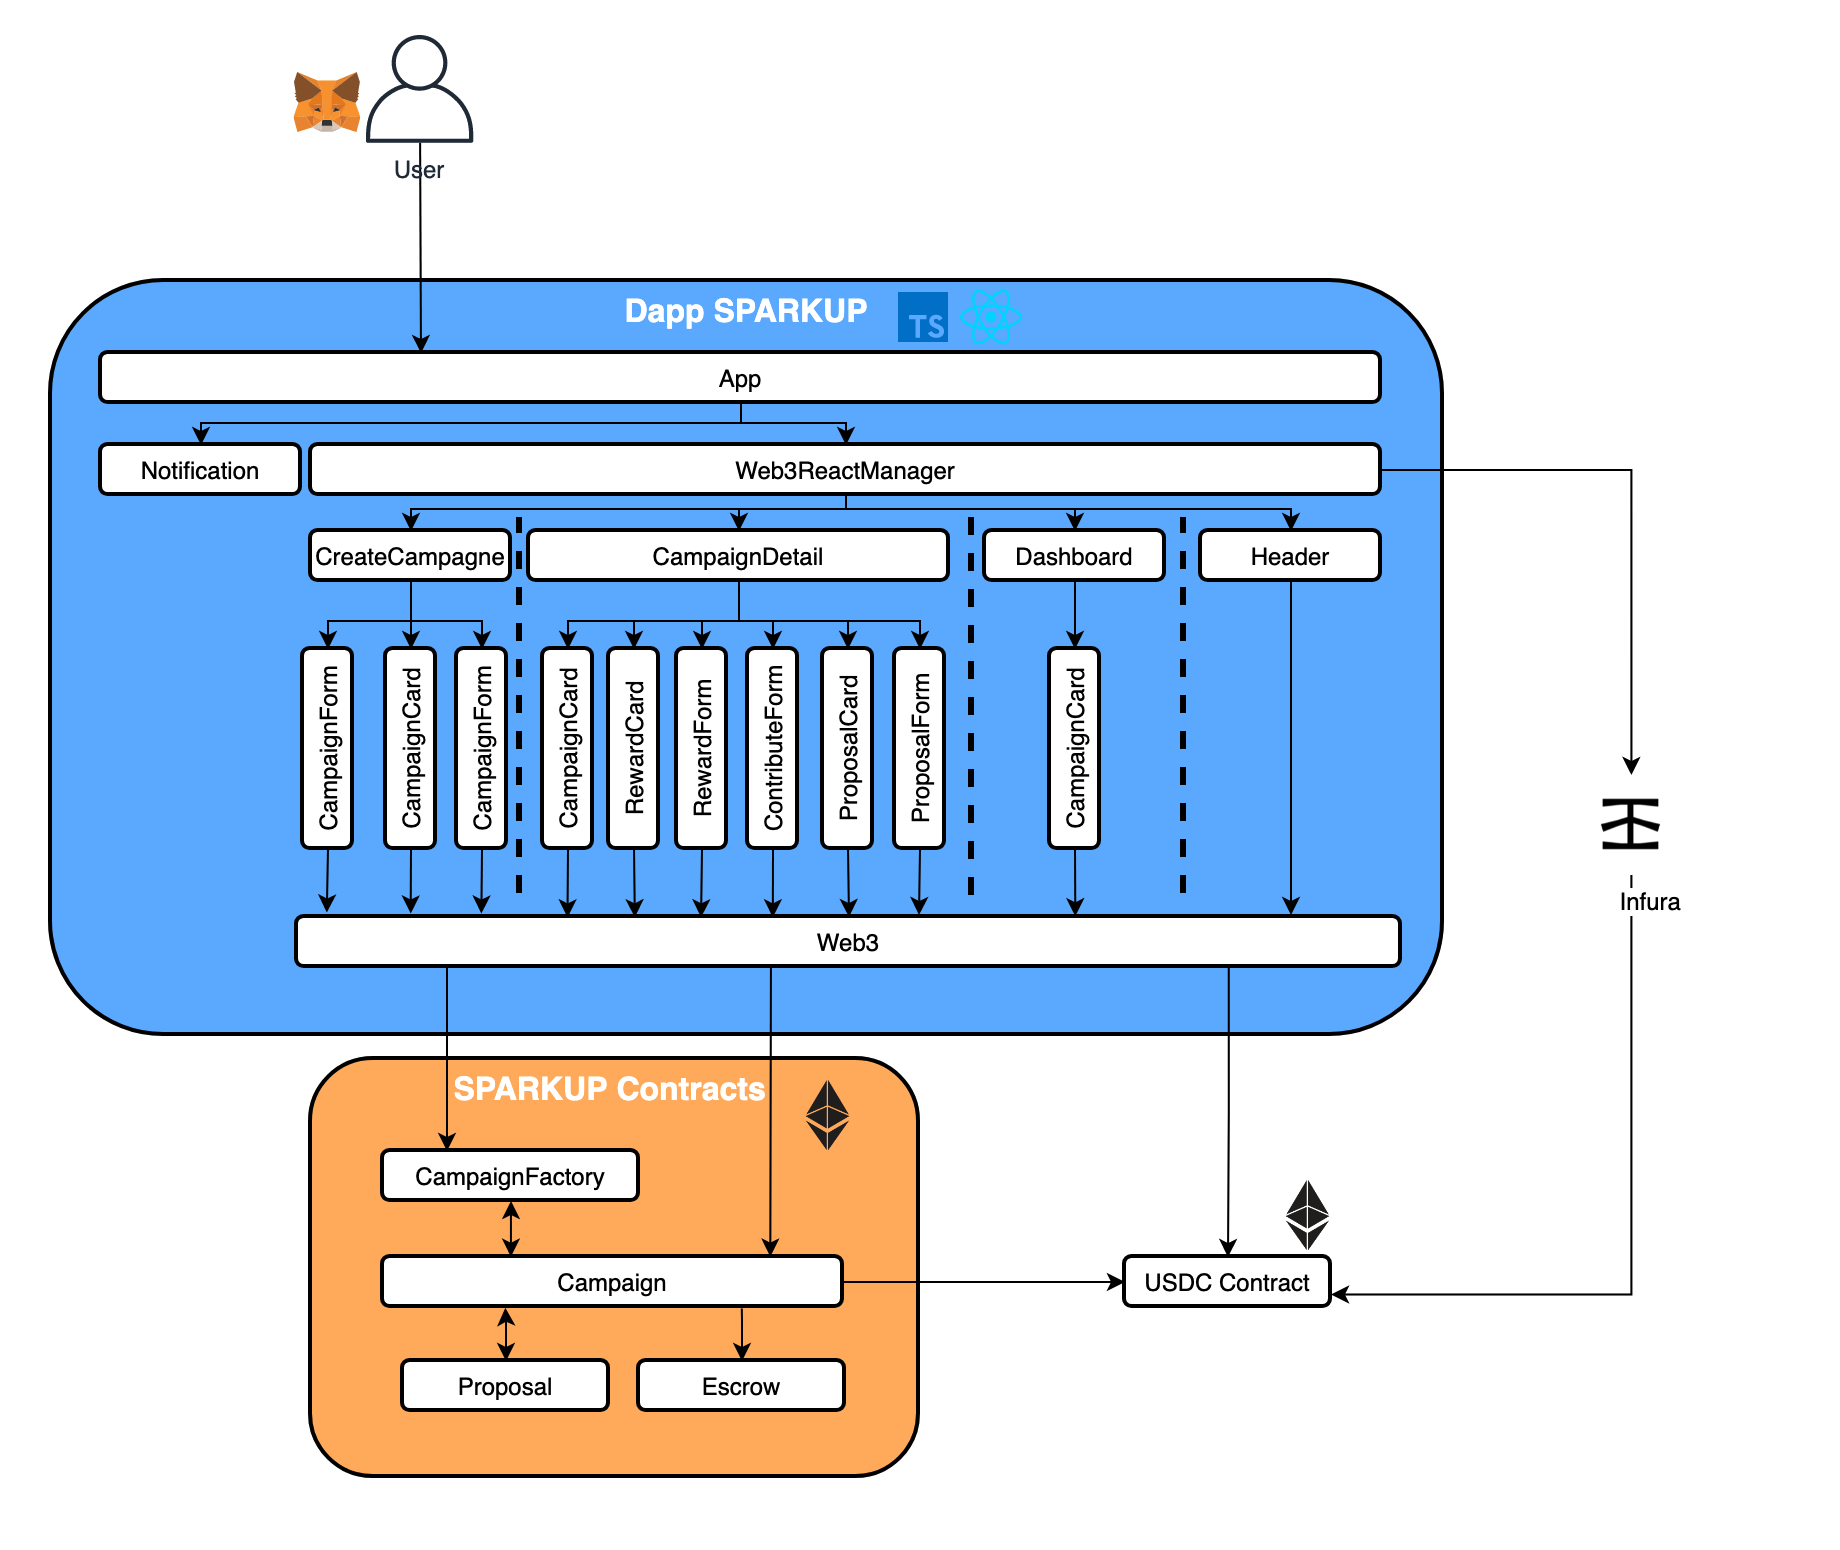 User
Dapp SPARKUP
TS
App
Notification
Web3ReactManager
CreateCampagne
CampaignDetail
Dashboard
Header
CampaignForm
CampaignCard
CampaignForm
CampaignCard
RewardCard
RewardForm
ContributeForm
ProposalCard
ProposalForm
CampaignCard
Infura
Web3
SPARKUP Contracts
CampaignFactory
Campaign
USDC Contract
Proposal
Escrow